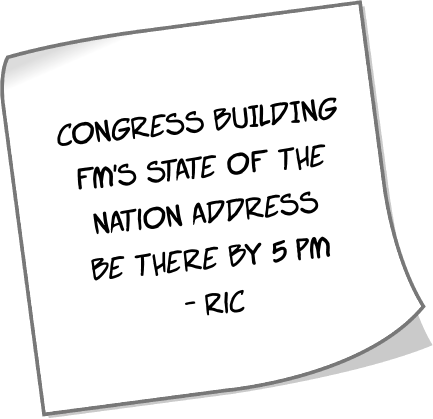 CONGRESS BUILDING
FM'S STATE OF THE
NATION ADDRESS
BE THERE BY 5 PM
- RIC